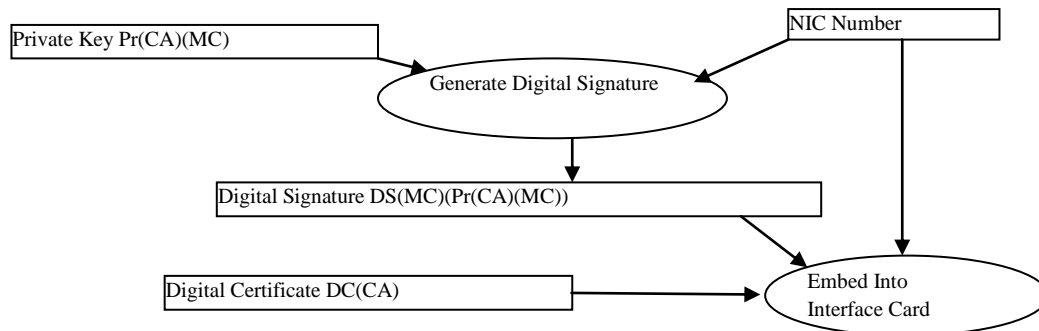 Private Key Pr(CA)(MC)
NIC Number
Generate Digital Signature
Digital Signature DS(MC)(Pr(CA)(MC))
Digital Certificate DC(CA)
Embed Into
Interface Card